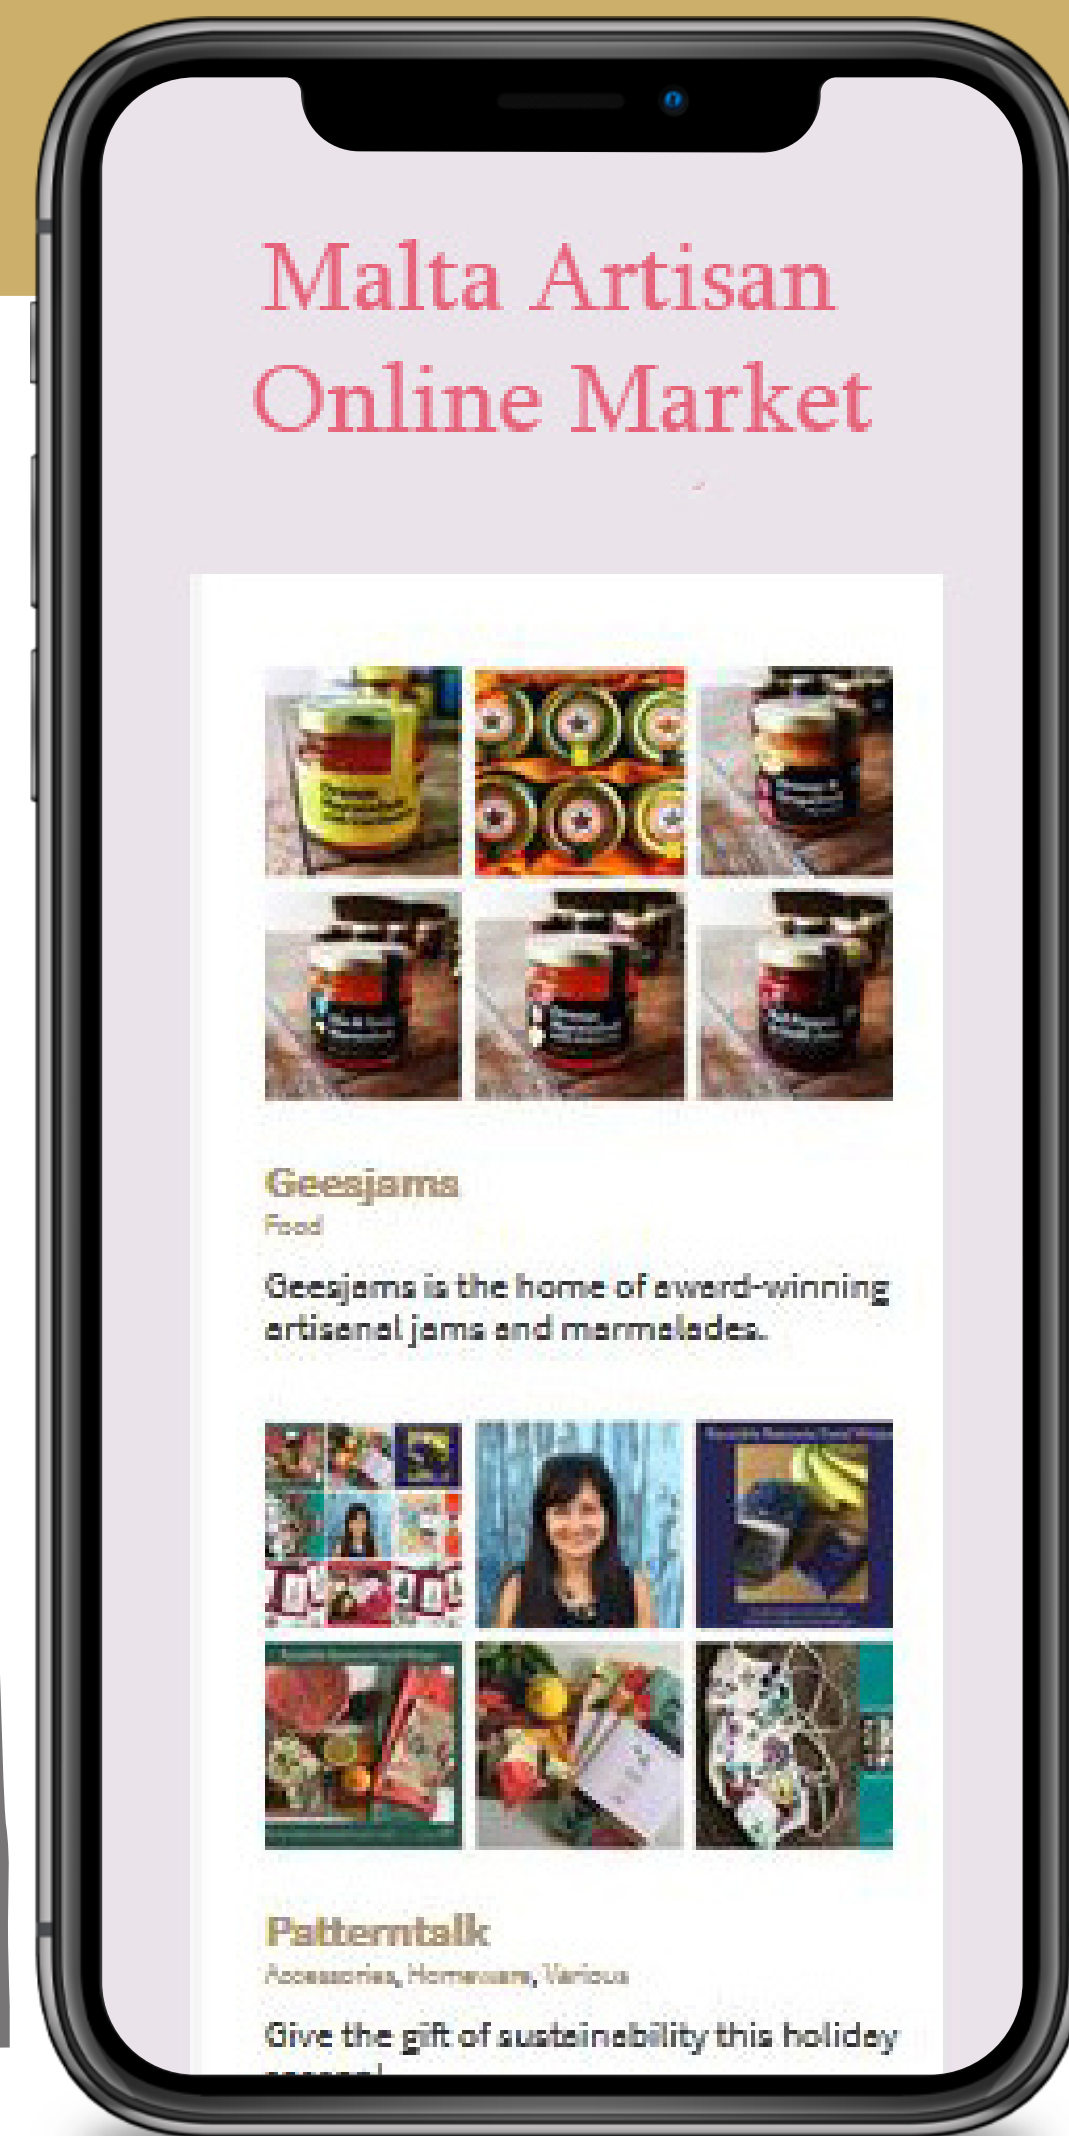 Malta Artisan
Online Market
Geesjams
Food
Geesjams is the home of award-winning
artisanal jams and marmalades.
Patterntalk
Accessories, Homeware, Various
Give the gift of sustainability this holiday